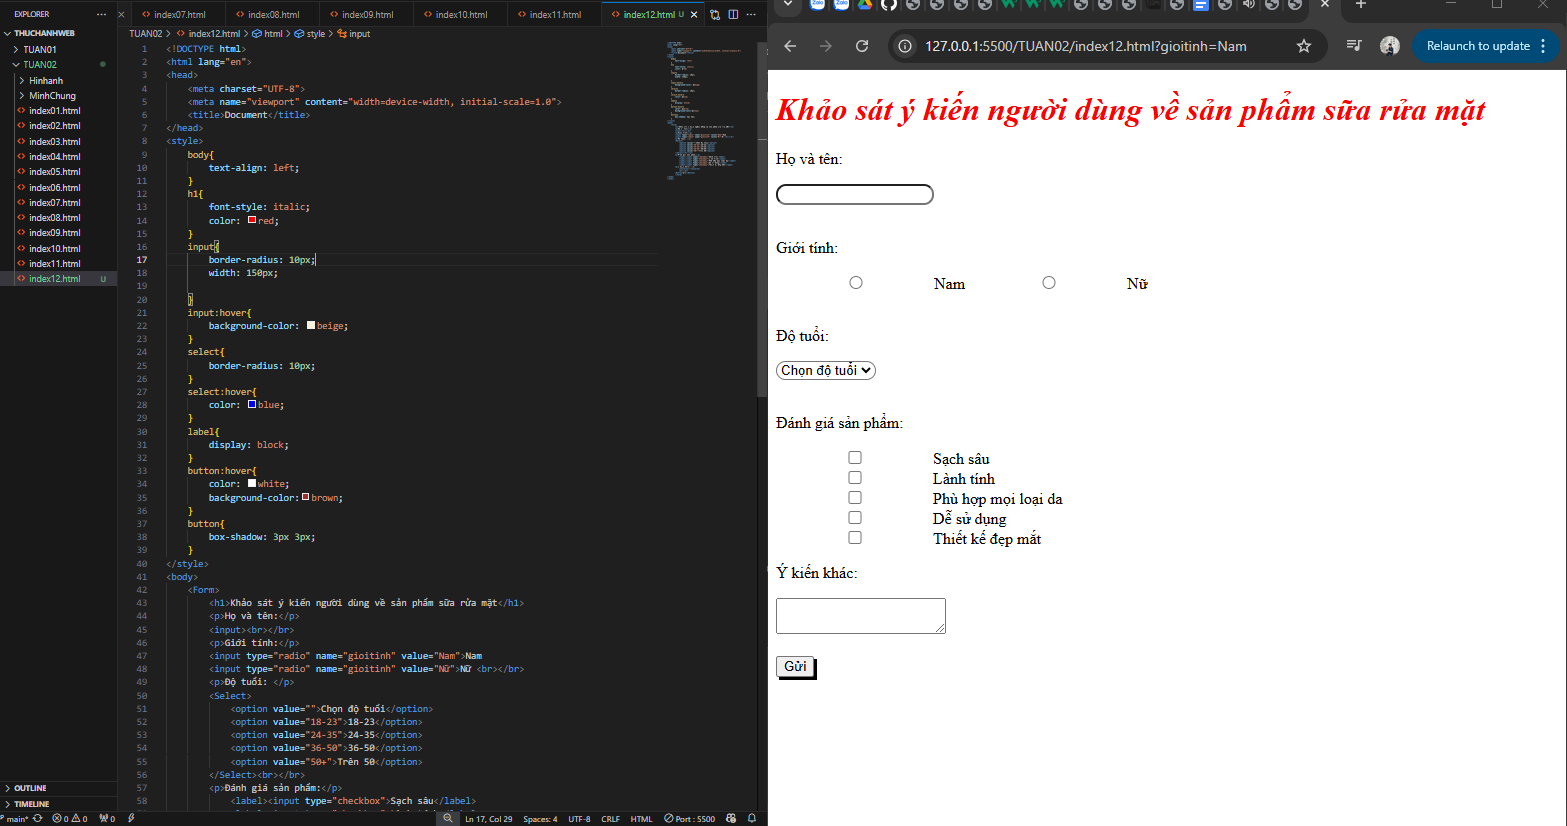 EXPLORER
THUCHANHWEB
TUAN01
TUAN02
Hinhanh
MinhChung
index01.html
index02.html
index03.html
index04.html
index05.html
index06.html
index07.html
index08.html
index09.html
index10.html
index11.html
index12.html U
OUTLINE
TIMELINE
index07.html index08.html index09.html index10.html index11.html index12.html U
TUAN02 > index12.html > html > style > input
1 <!DOCTYPE html>
2 <html lang="en">
3 <head>
4 <meta charset="UTF-8">
5 <meta name="viewport" content="width=device-width, initial-scale=1.0">
6 <title>Document</title>
7 </head>
8 <style>
9 body{
10 text-align: left;
11 }
12 h1{
13 font-style: italic;
14 color: red;
15 }
16 input{
17 border-radius: 10px;
18 width: 150px;
19
20 }
21 input:hover{
22 background-color: beige;
23 }
24 select{
25 border-radius: 10px;
26 }
27 select:hover{
28 color: blue;
29 }
30 label{
31 display: block;
32 }
33 button:hover{
34 color: white;
35 background-color: brown;
36 }
37 button{
38 box-shadow: 3px 3px;
39 }
40 </style>
41 <body>
42 <Form>
43 <h1>Khảo sát ý kiến người dùng về sản phẩm sữa rửa mặt</h1>
44 <p>Họ và tên:</p>
45 <input><br></br>
46 <p>Giới tính:</p>
47 <input type="radio" name="gioitinh" value="Nam">Nam
48 <input type="radio" name="gioitinh" value="Nữ">Nữ <br></br>
49 <p>Độ tuổi: </p>
50 <Select>
51 <option value="">Chọn độ tuổi</option>
52 <option value="18-23">18-23</option>
53 <option value="24-35">24-35</option>
54 <option value="36-50">36-50</option>
55 <option value="50+">Trên 50</option>
56 </Select><br></br>
57 <p>Đánh giá sản phẩm:</p>
58 <label><input type="checkbox">Sạch sâu</label>
main* 0 0 0 Ln 17, Col 29 Spaces: 4 UTF-8 CRLF HTML Port : 5500
Zalo Zalo
127.0.0.1:5500/TUAN02/index12.html?gioitinh=Nam
Relaunch to update
Khảo sát ý kiến người dùng về sản phẩm sữa rửa mặt
Họ và tên:
Giới tính:
Nam Nữ
Độ tuổi:
Chọn độ tuổi
Đánh giá sản phẩm:
Sạch sâu
Lành tính
Phù hợp mọi loại da
Dễ sử dụng
Thiết kế đẹp mắt
Ý kiến khác:
Gửi